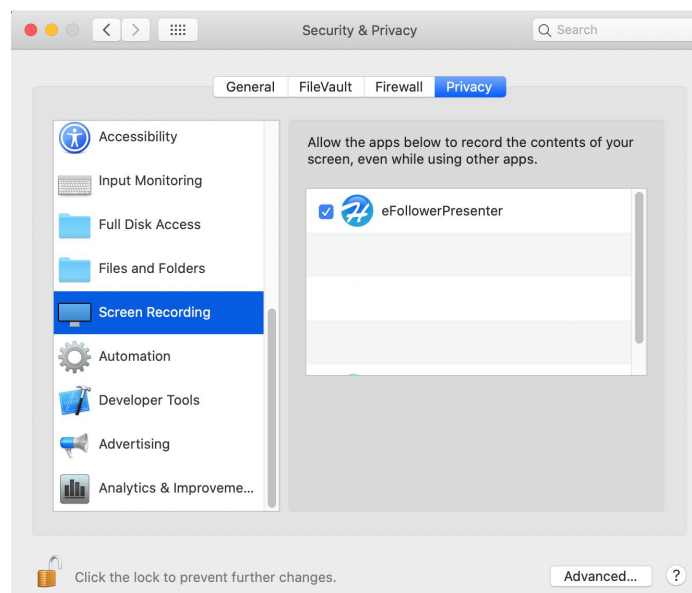 Security & Privacy
Search
General FileVault Firewall Privacy
Accessibility
Input Monitoring
Full Disk Access
Files and Folders
Screen Recording
Automation
Developer Tools
Advertising
Analytics & Improveme...
Allow the apps below to record the contents of your
screen, even while using other apps.
eFollowerPresenter
Click the lock to prevent further changes.
Advanced...
?